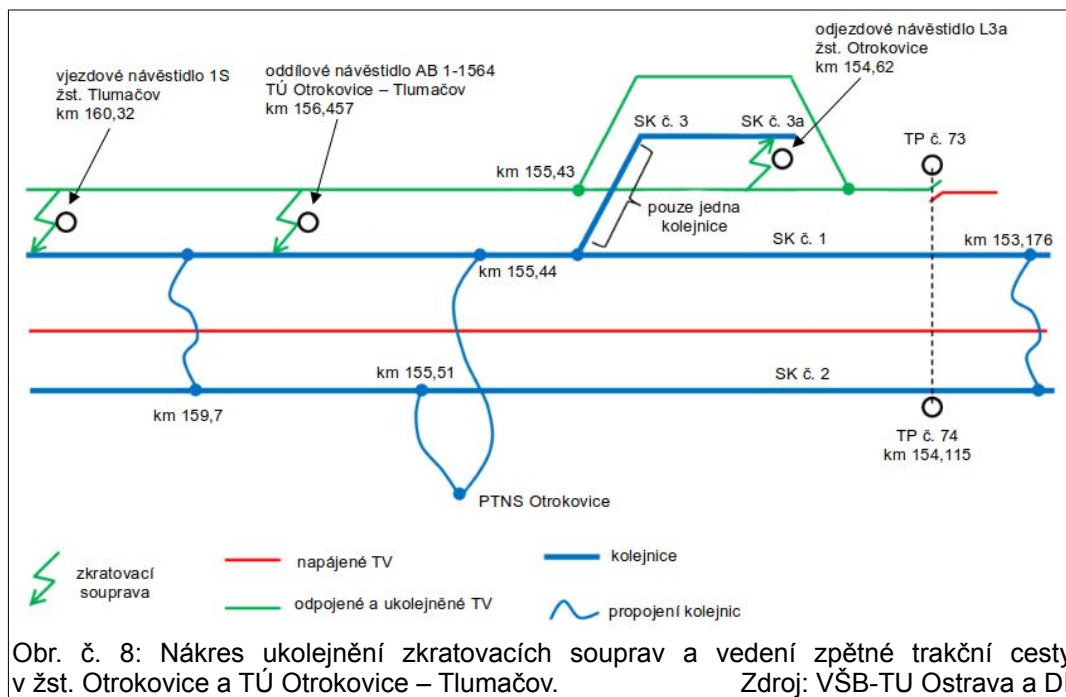 vjezdové návěstidlo 1S
žst. Tlumačov
km 160,32
oddílové návěstidlo AB 1-1564
TÚ Otrokovice – Tlumačov
km 156,457
odjezdové návěstidlo L3a
žst. Otrokovice
km 154,62
SK č. 3
SK č. 3a
TP č. 73
km 155,43
pouze jedna
kolejnice
SK č. 1
km 153,176
km 155,44
km 155,51
SK č. 2
km 159,7
TP č. 74
km 154,115
PTNS Otrokovice
zkratovací
souprava
napájené TV
odpojené a ukolejněné TV
kolejnice
propojení kolejnic
Obr. č. 8: Nákres ukolejnění zkratovacích souprav a vedení zpětné trakční cesty
v žst. Otrokovice a TÚ Otrokovice – Tlumačov. Zdroj: VŠB-TU Ostrava a DI